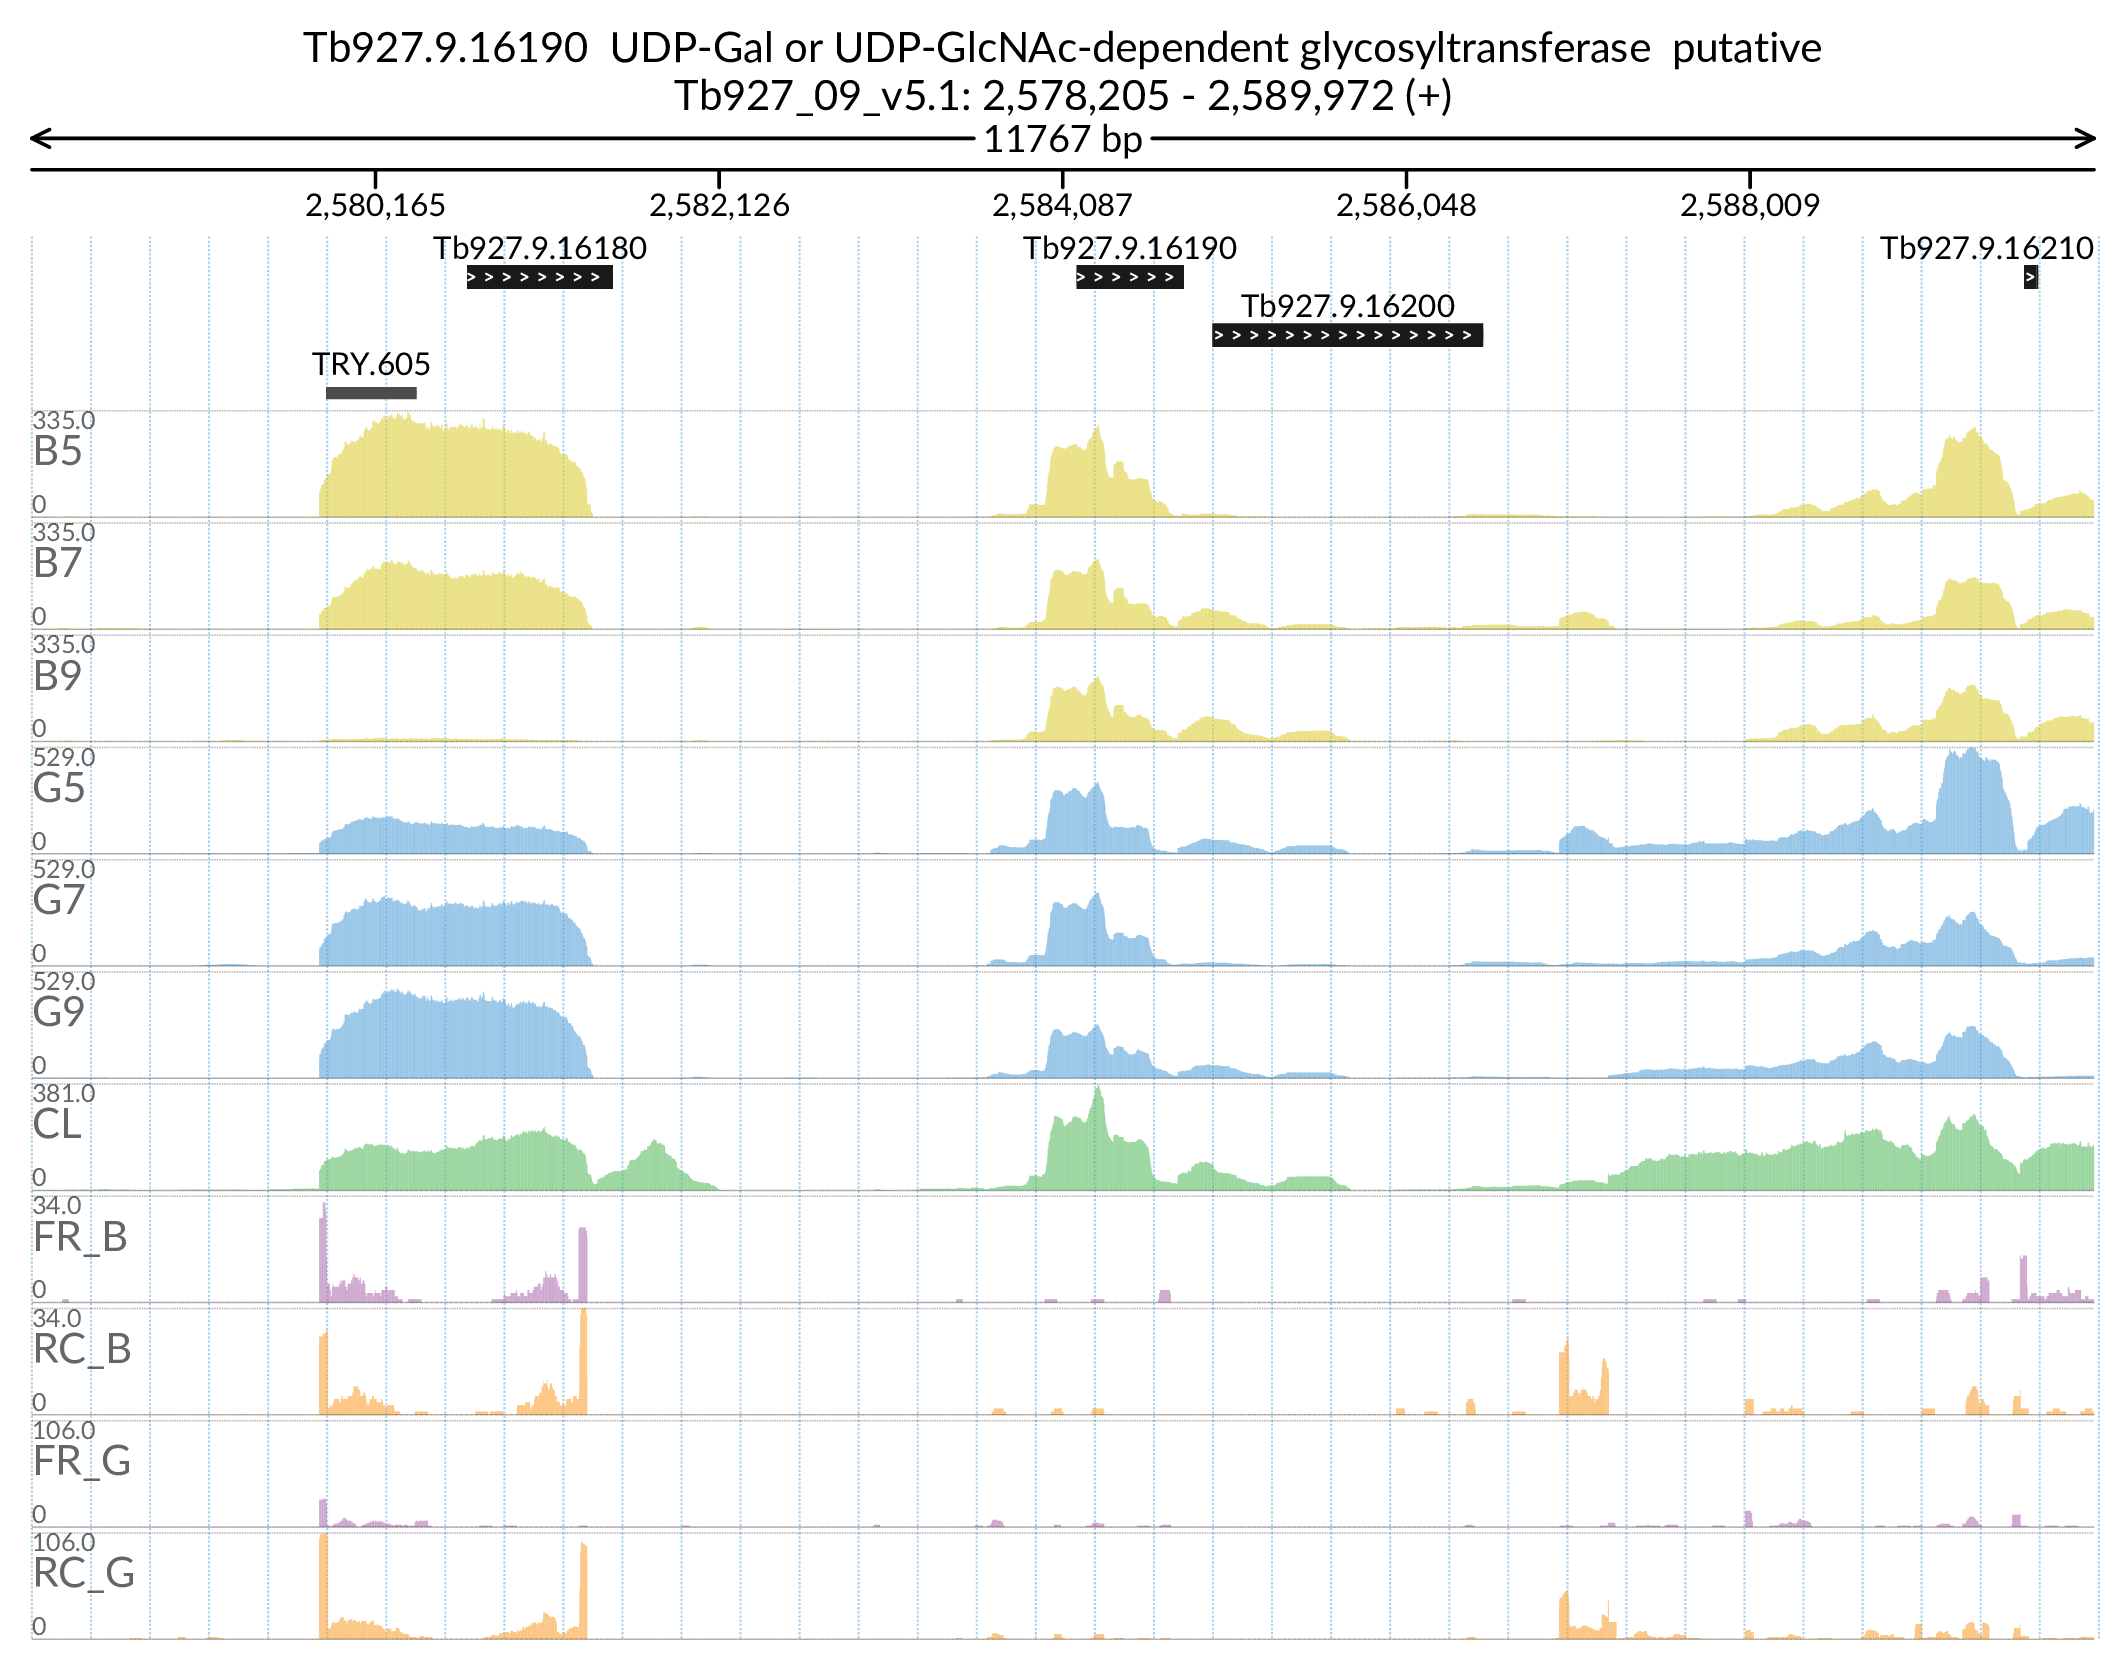 Tb927.9.16190  UDP-Gal or UDP-GlcNAc-dependent glycosyltransferase  putative
Tb927_09_v5.1: 2,578,205 - 2,589,972 (+)
11767 bp
2,580,165 2,582,126 2,584,087 2,586,048 2,588,009
Tb927.9.16180 Tb927.9.16190 Tb927.9.16210
> > > > > > > > > > > > > > >
Tb927.9.16200
> > > > > > > > > > > > > > >
TRY.605
335.0
B5
0
335.0
B7
0
335.0
B9
0
529.0
G5
0
529.0
G7
0
529.0
G9
0
381.0
CL
0
34.0
FR_B
0
34.0
RC_B
0
106.0
FR_G
0
106.0
RC_G
0